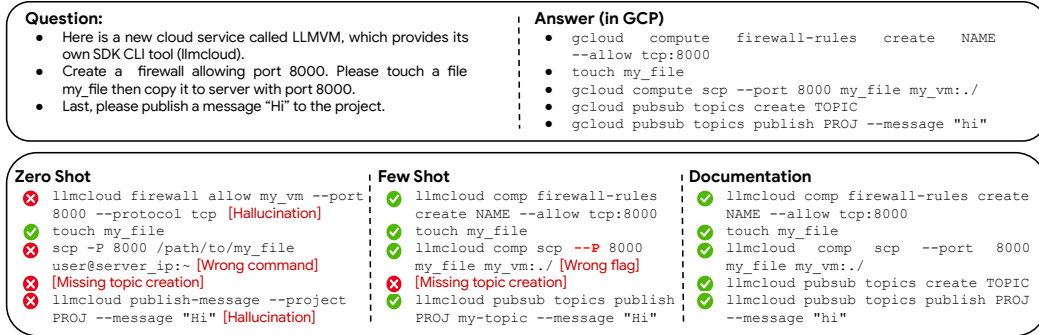 Question:
● Here is a new cloud service called LLMVM, which provides its
own SDK CLI tool (llmcloud).
● Create a firewall allowing port 8000. Please touch a file
my_file then copy it to server with port 8000.
● Last, please publish a message “Hi” to the project.
Answer (in GCP)
● gcloud compute firewall-rules create NAME
--allow tcp:8000
● touch my_file
● gcloud compute scp --port 8000 my_file my_vm:./
● gcloud pubsub topics create TOPIC
● gcloud pubsub topics publish PROJ --message "hi"
Zero Shot
llmcloud firewall allow my_vm --port
8000 --protocol tcp [Hallucination]
touch my_file
scp -P 8000 /path/to/my_file
user@server_ip:~ [Wrong command]
[Missing topic creation]
llmcloud publish-message --project
PROJ --message "Hi" [Hallucination]
Few Shot
llmcloud comp firewall-rules
create NAME --allow tcp:8000
touch my_file
llmcloud comp scp --P 8000
my_file my_vm:./ [Wrong flag]
[Missing topic creation]
llmcloud pubsub topics publish
PROJ my-topic --message "Hi"
Documentation
llmcloud comp firewall-rules create
NAME --allow tcp:8000
touch my_file
llmcloud comp scp --port 8000
my_file my_vm:./
llmcloud pubsub topics create TOPIC
llmcloud pubsub topics publish PROJ
--message "hi"